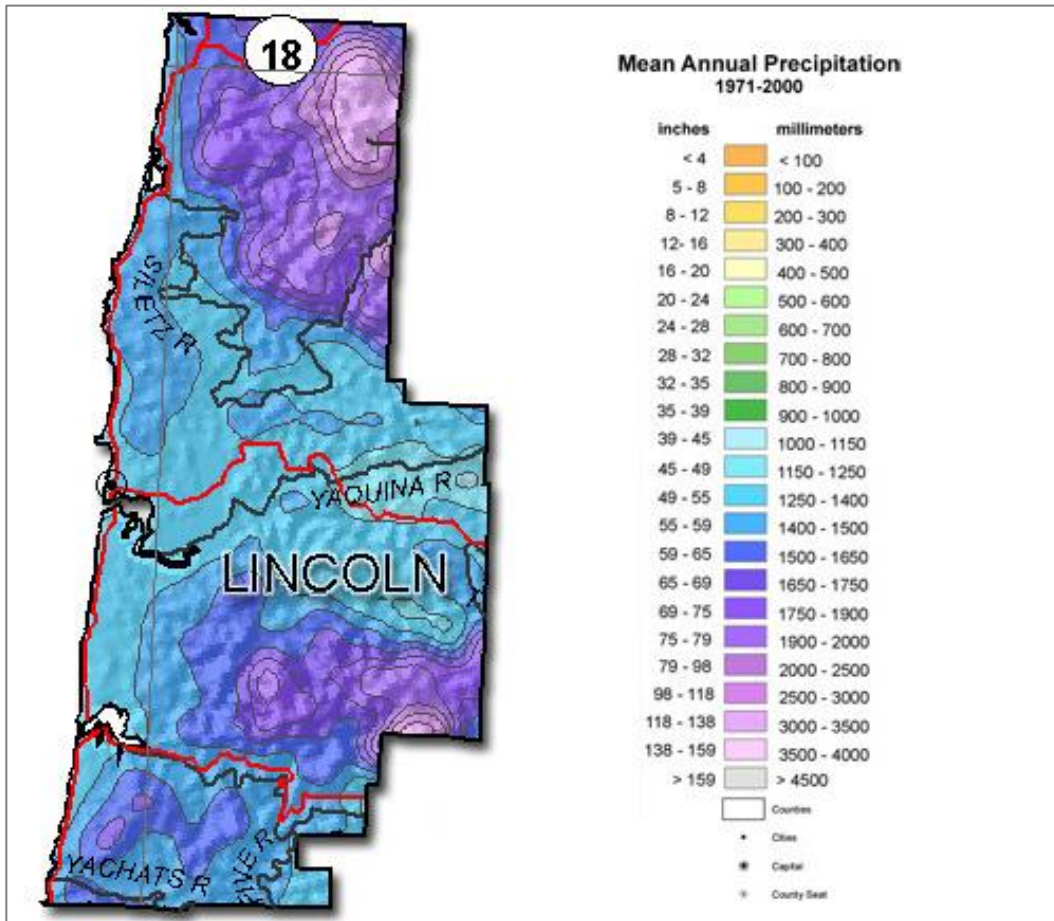 18
SILETZ R
YAQUINA R
LINCOLN
YACHATS R
FIVE R
Mean Annual Precipitation
1971-2000
inches millimeters
< 4 < 100
5 - 8 100 - 200
8 - 12 200 - 300
12- 16 300 - 400
16 - 20 400 - 500
20 - 24 500 - 600
24 - 28 600 - 700
28 - 32 700 - 800
32 - 35 800 - 900
35 - 39 900 - 1000
39 - 45 1000 - 1150
45 - 49 1150 - 1250
49 - 55 1250 - 1400
55 - 59 1400 - 1500
59 - 65 1500 - 1650
65 - 69 1650 - 1750
69 - 75 1750 - 1900
75 - 79 1900 - 2000
79 - 98 2000 - 2500
98 - 118 2500 - 3000
118 - 138 3000 - 3500
138 - 159 3500 - 4000
> 159 > 4500
Counties
Cities
Capital
County Seat